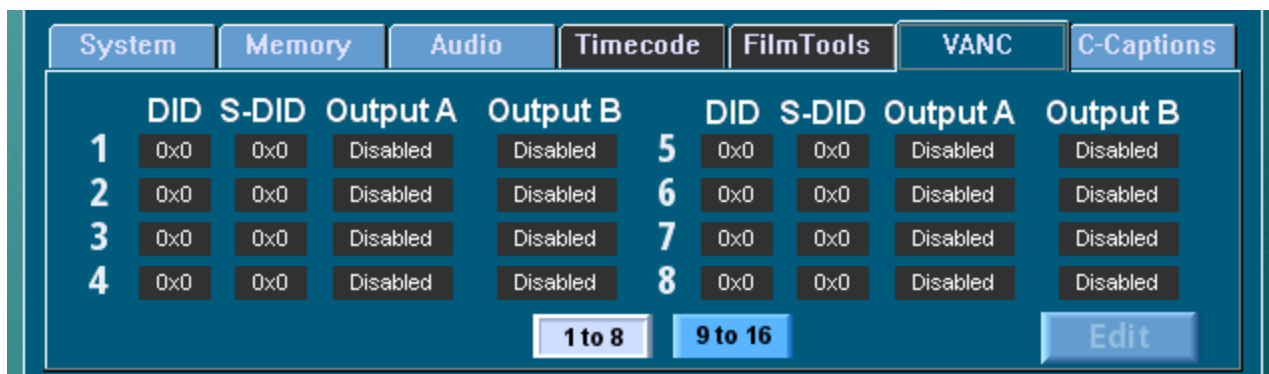 System Memory Audio Timecode FilmTools VANC C-Captions
DID S-DID Output A Output B DID S-DID Output A Output B
1 0x0 0x0 Disabled Disabled 5 0x0 0x0 Disabled Disabled
2 0x0 0x0 Disabled Disabled 6 0x0 0x0 Disabled Disabled
3 0x0 0x0 Disabled Disabled 7 0x0 0x0 Disabled Disabled
4 0x0 0x0 Disabled Disabled 8 0x0 0x0 Disabled Disabled
1 to 8 9 to 16 Edit